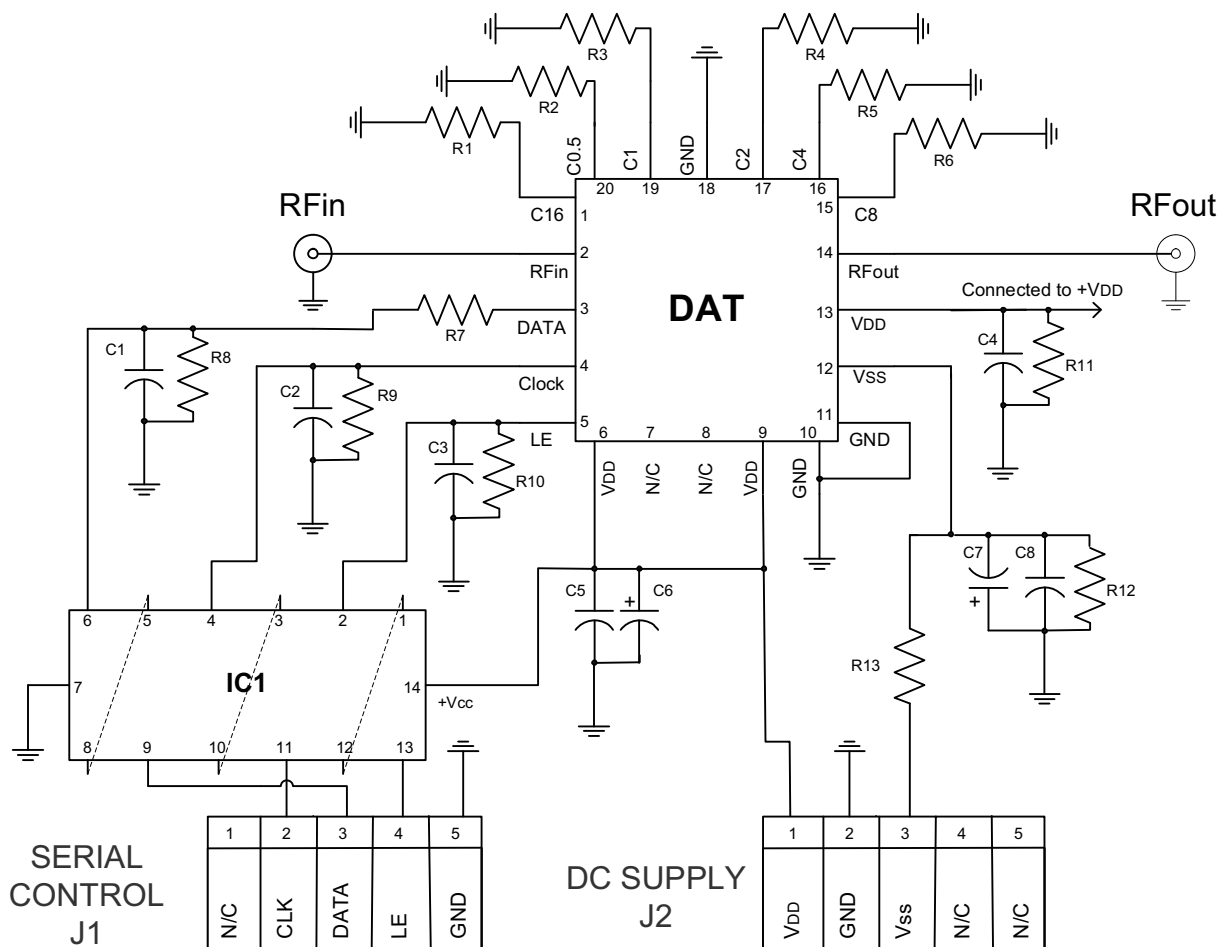 R3
R4
R2
R5
R1
R6
C0.5
C1
GND
C2
C4
20
19
18
17
16
C16
1
15
C8
RFin
RFout
2
14
RFin
RFout
DAT
3
13
DATA
VDD
Connected to +VDD
R7
C1
R8
C4
R11
4
12
Clock
VSS
C2
R9
5
11
LE
GND
C3
R10
6
7
8
9
10
VDD
N/C
N/C
VDD
GND
C5
+
C6
C7
+
C8
R12
R13
6
5
4
3
2
1
7
IC1
14
+Vcc
8
9
10
11
12
13
SERIAL
CONTROL
J1
1
2
3
4
5
N/C
CLK
DATA
LE
GND
DC SUPPLY
J2
1
2
3
4
5
VDD
GND
Vss
N/C
N/C